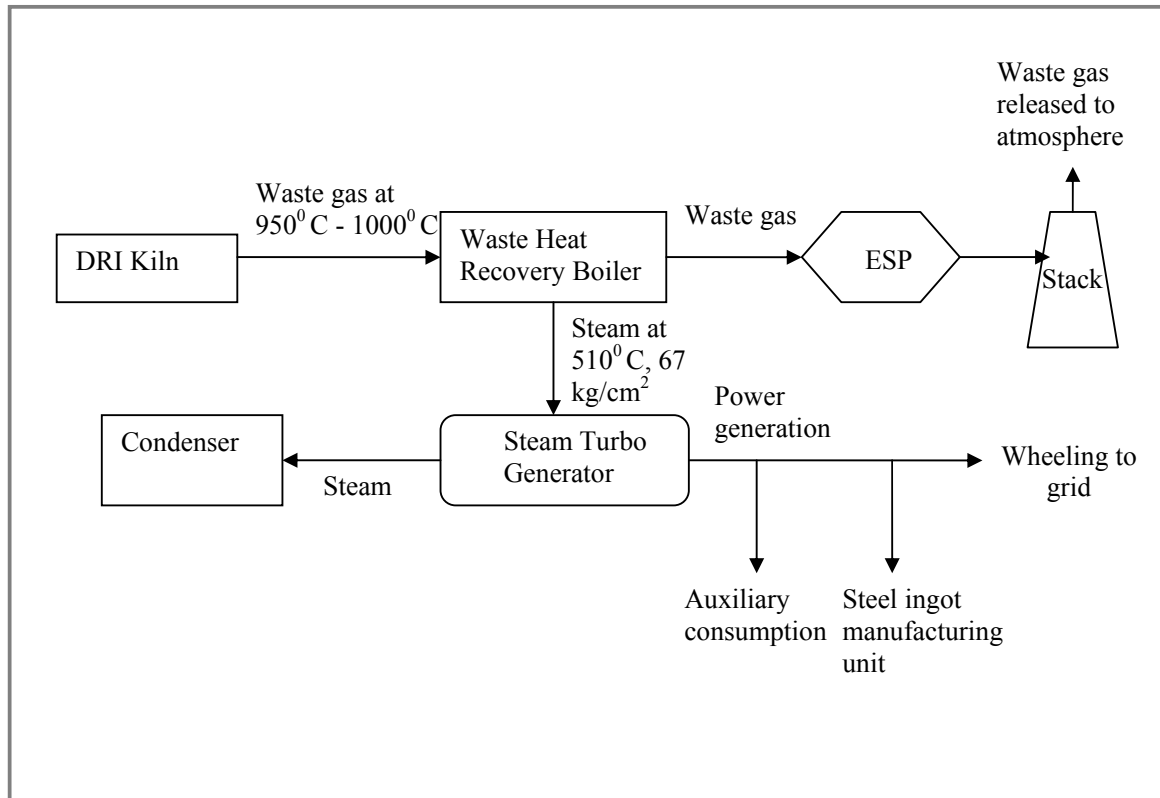 Waste gas
released to
atmosphere
Waste gas at
950⁰ C - 1000⁰ C
Waste gas
DRI Kiln
Waste Heat
Recovery Boiler
ESP
Stack
Steam at
510⁰ C, 67
kg/cm²
Power
generation
Condenser
Steam Turbo
Generator
Steam
Wheeling to
grid
Auxiliary
consumption
Steel ingot
manufacturing
unit